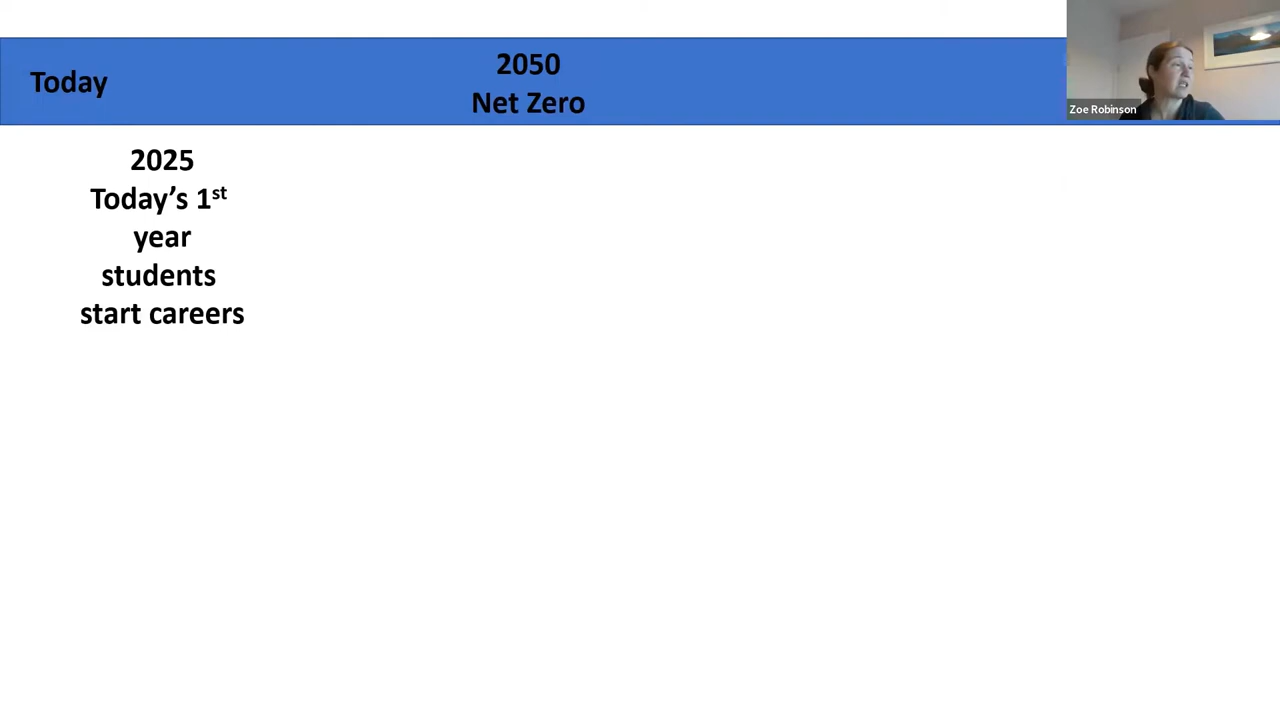 Today
2050
Net Zero
Zoe Robinson
2025
Today’s 1st
year
students
start careers